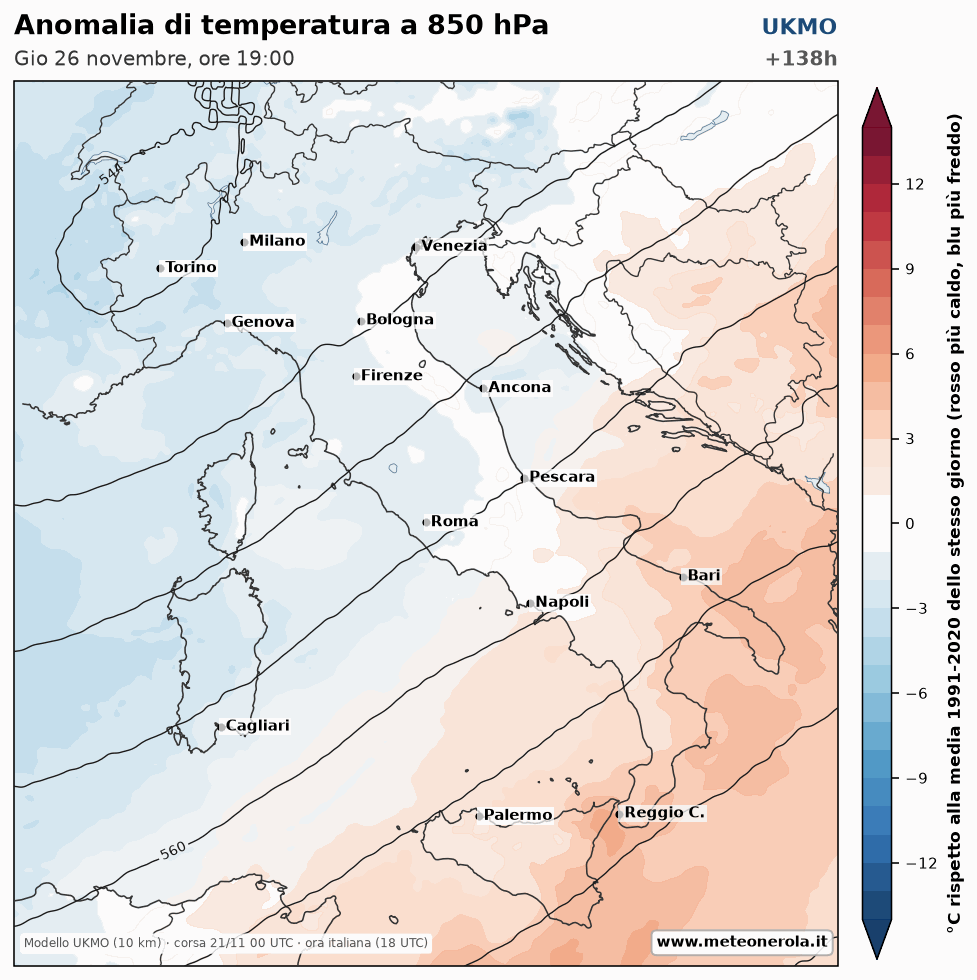 Anomalia di temperatura a 850 hPa
UKMO
Gio 26 novembre, ore 19:00
+138h
544
Milano
Venezia
Torino
Genova
Bologna
Firenze
Ancona
Pescara
Roma
Bari
Napoli
Cagliari
Palermo
Reggio C.
560
12
9
6
3
0
−3
−6
−9
−12
°C rispetto alla media 1991-2020 dello stesso giorno (rosso più caldo, blu più freddo)
Modello UKMO (10 km) · corsa 21/11 00 UTC · ora italiana (18 UTC)
www.meteonerola.it